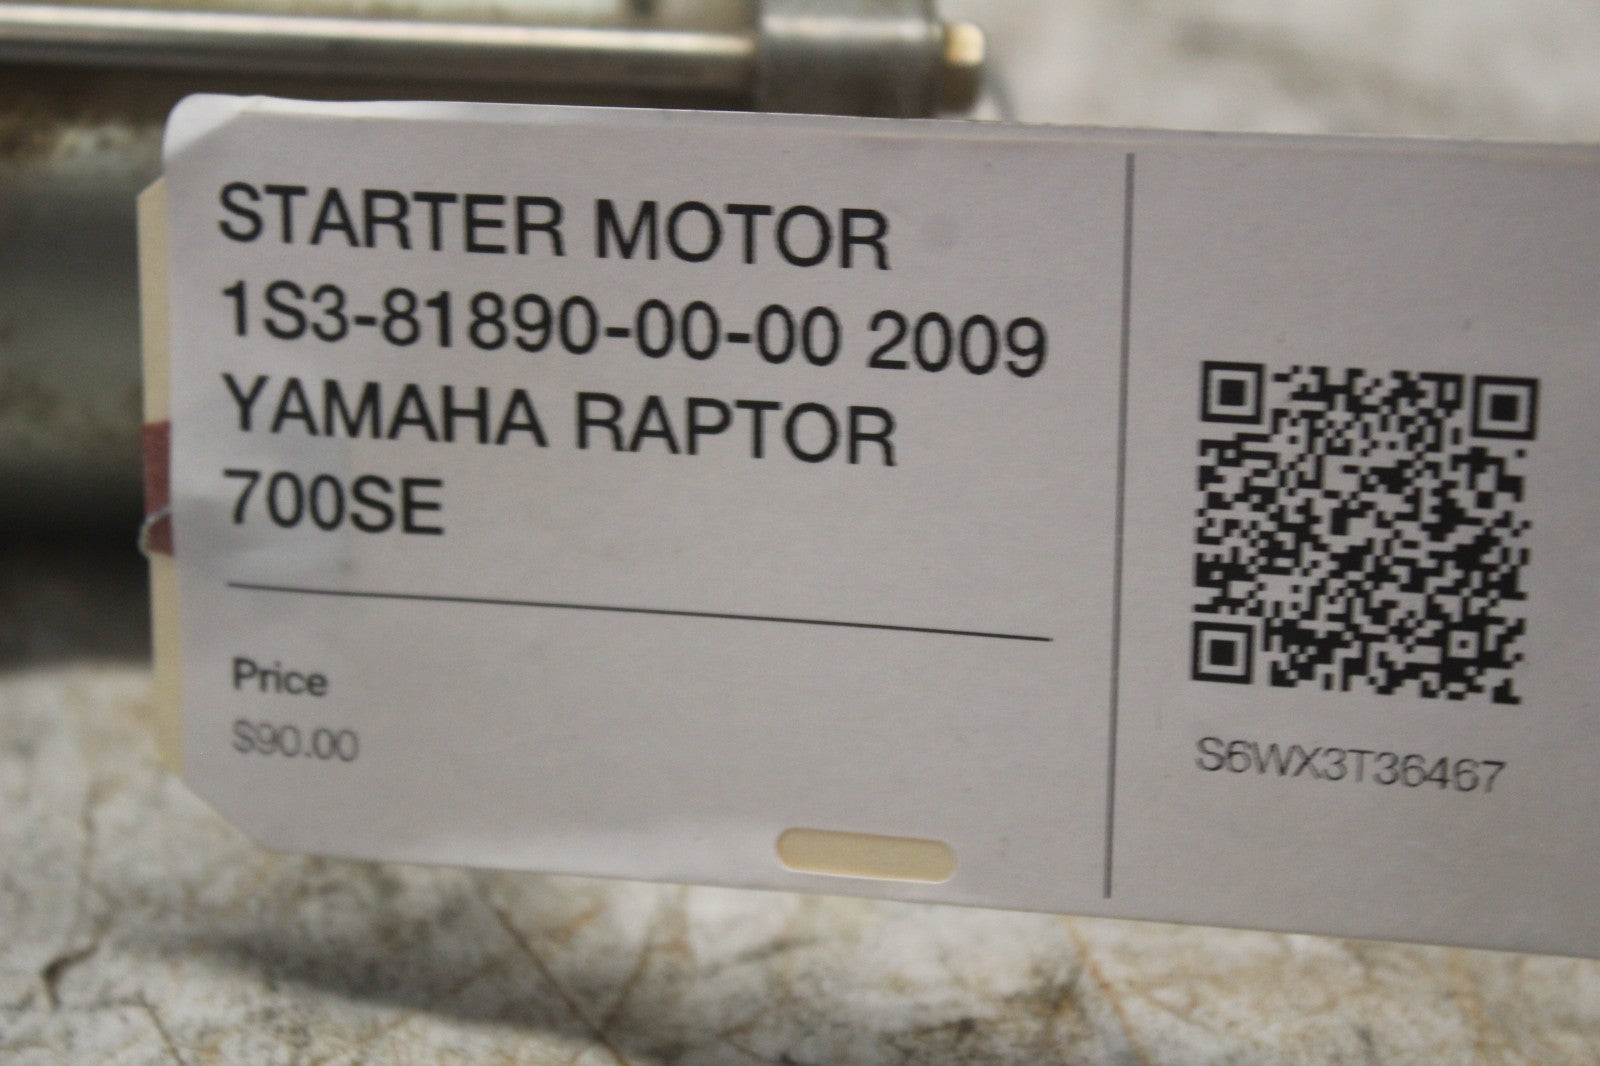 STARTER MOTOR
1S3-81890-00-00 2009
YAMAHA RAPTOR
700SE
Price
$90.00
S6WX3T36467